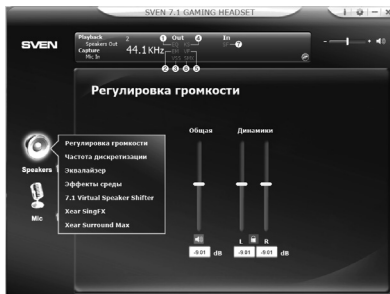 SVEN 7.1 GAMING HEADSET
SVEN
Playback 2
Speakers Out
Capture
Mic In
44.1KHz
Out
In
Регулировка громкости
Общая
Динамики
Регулировка громкости
Частота дискретизации
Эквалайзер
Эффекты среды
7.1 Virtual Speaker Shifter
Xear SingFX
Xear Surround Max
Speakers
Mic
L R
-9.01 dB
-9.01 -9.01 dB